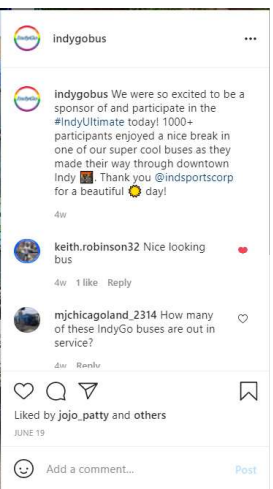 indygobus
indygobus We were so excited to be a
sponsor of and participate in the
#IndyUltimate today! 1000+
participants enjoyed a nice break in
one of our super cool buses as they
made their way through downtown
Indy 🌆. Thank you @indsportscorp
for a beautiful 🌞 day!
4w
keith.robinson32 Nice looking
bus
4w 1 like Reply
mjchicagoland_2314 How many
of these IndyGo buses are out in
service?
4w Reply
Liked by jojo_patty and others
JUNE 19
Add a comment... Post